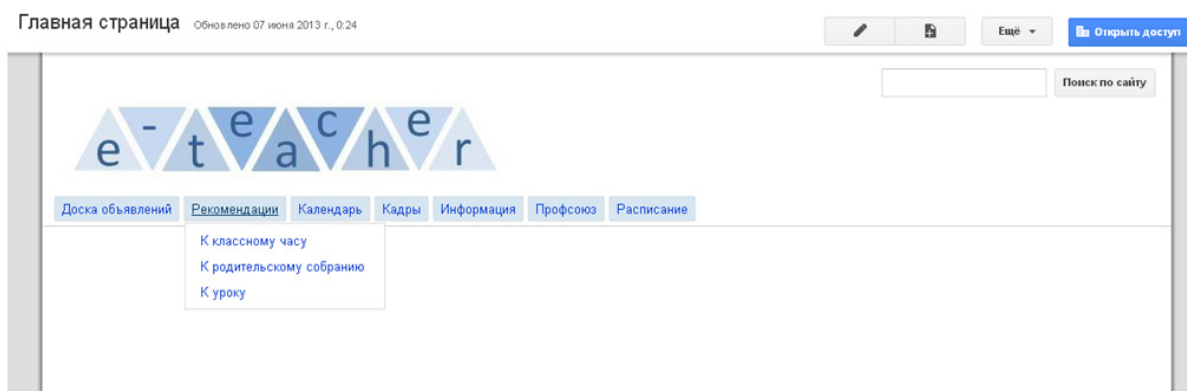 Главная страница Обновлено 07 июня 2013 г., 0:24
Ещё Открыть доступ
Поиск по сайту
e-teacher
Доска объявлений Рекомендации Календарь Кадры Информация Профсоюз Расписание
К классному часу
К родительскому собранию
К уроку